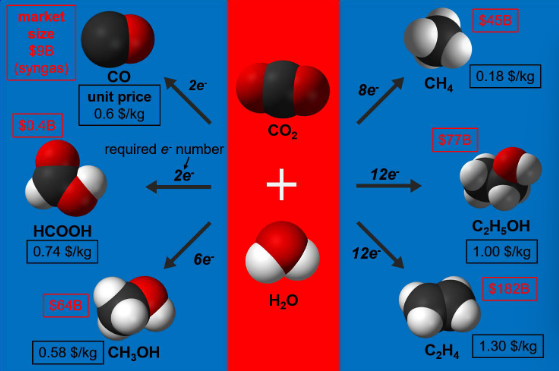 market
size
$9B
(syngas)
CO
unit price
0.6 $/kg
2e-
$0.4B
required e- number
2e-
HCOOH
0.74 $/kg
6e-
$54B
0.58 $/kg
CH3OH
CO2
+
H2O
8e-
$45B
CH4
0.18 $/kg
12e-
$77B
C2H5OH
1.00 $/kg
12e-
$182B
C2H4
1.30 $/kg